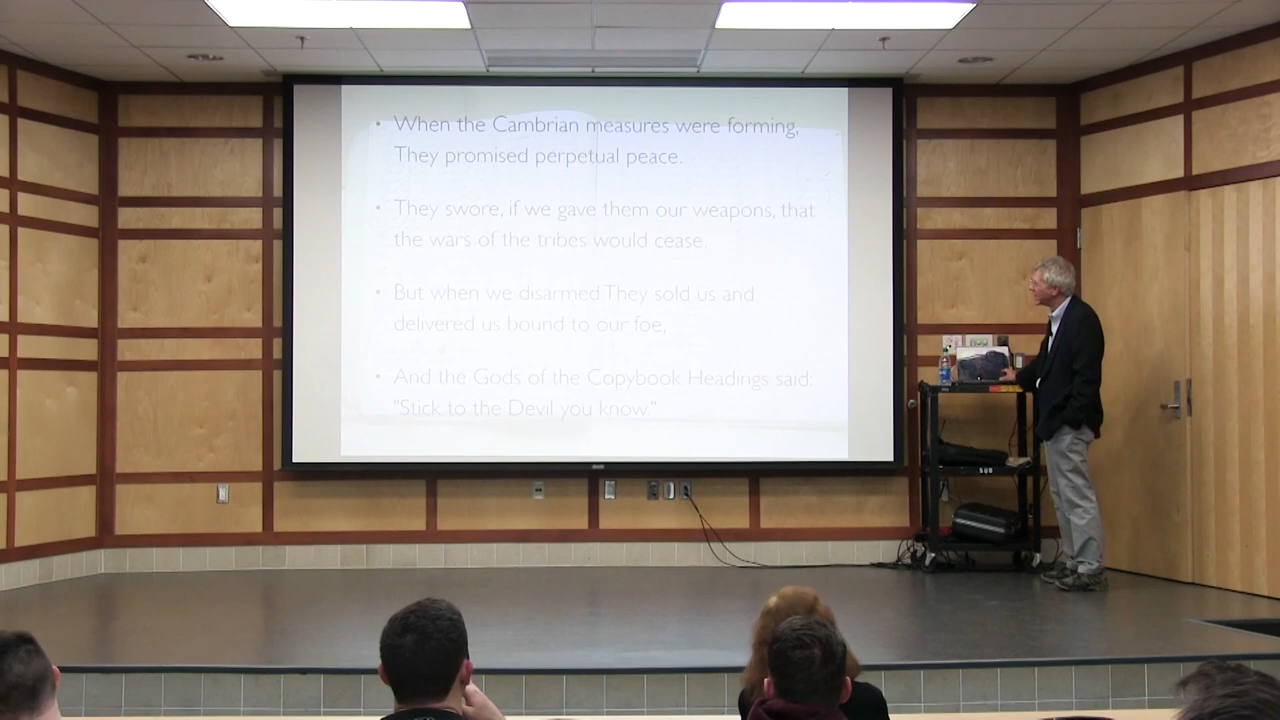 • When the Cambrian measures were forming,
They promised perpetual peace.
• They swore, if we gave them our weapons, that
the wars of the tribes would cease.
• But when we disarmed They sold us and
delivered us bound to our foe,
• And the Gods of the Copybook Headings said:
"Stick to the Devil you know."
SUB